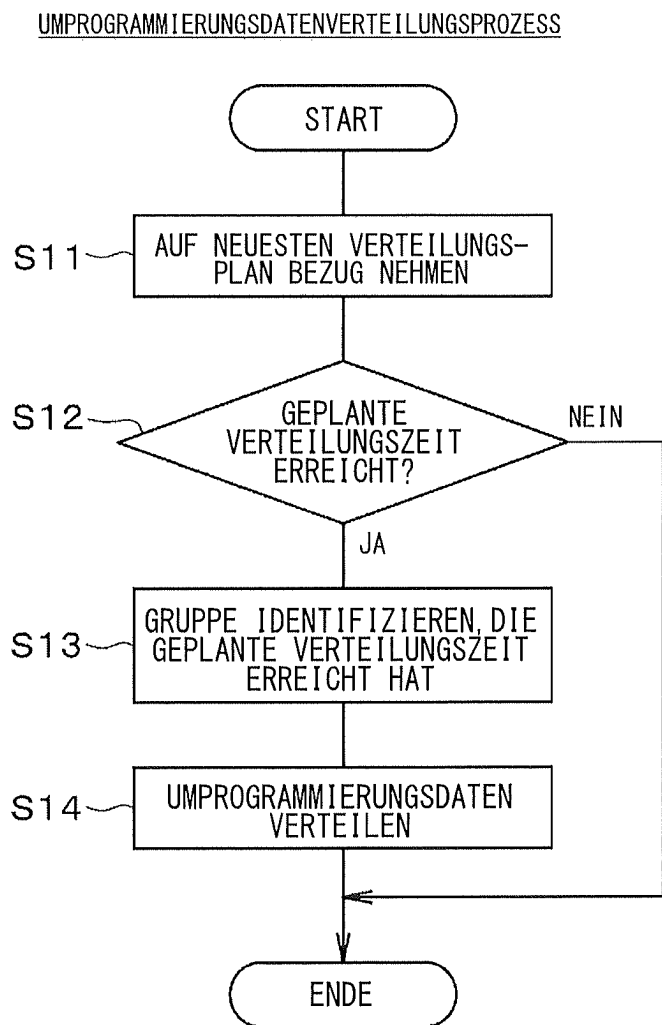 UMPROGRAMMIERUNGSDATENVERTEILUNGSPROZESS
START
S11
AUF NEUESTEN VERTEILUNGS-
PLAN BEZUG NEHMEN
S12
GEPLANTE
VERTEILUNGSZEIT
ERREICHT?
NEIN
JA
S13
GRUPPE IDENTIFIZIEREN, DIE
GEPLANTE VERTEILUNGSZEIT
ERREICHT HAT
S14
UMPROGRAMMIERUNGSDATEN
VERTEILEN
ENDE